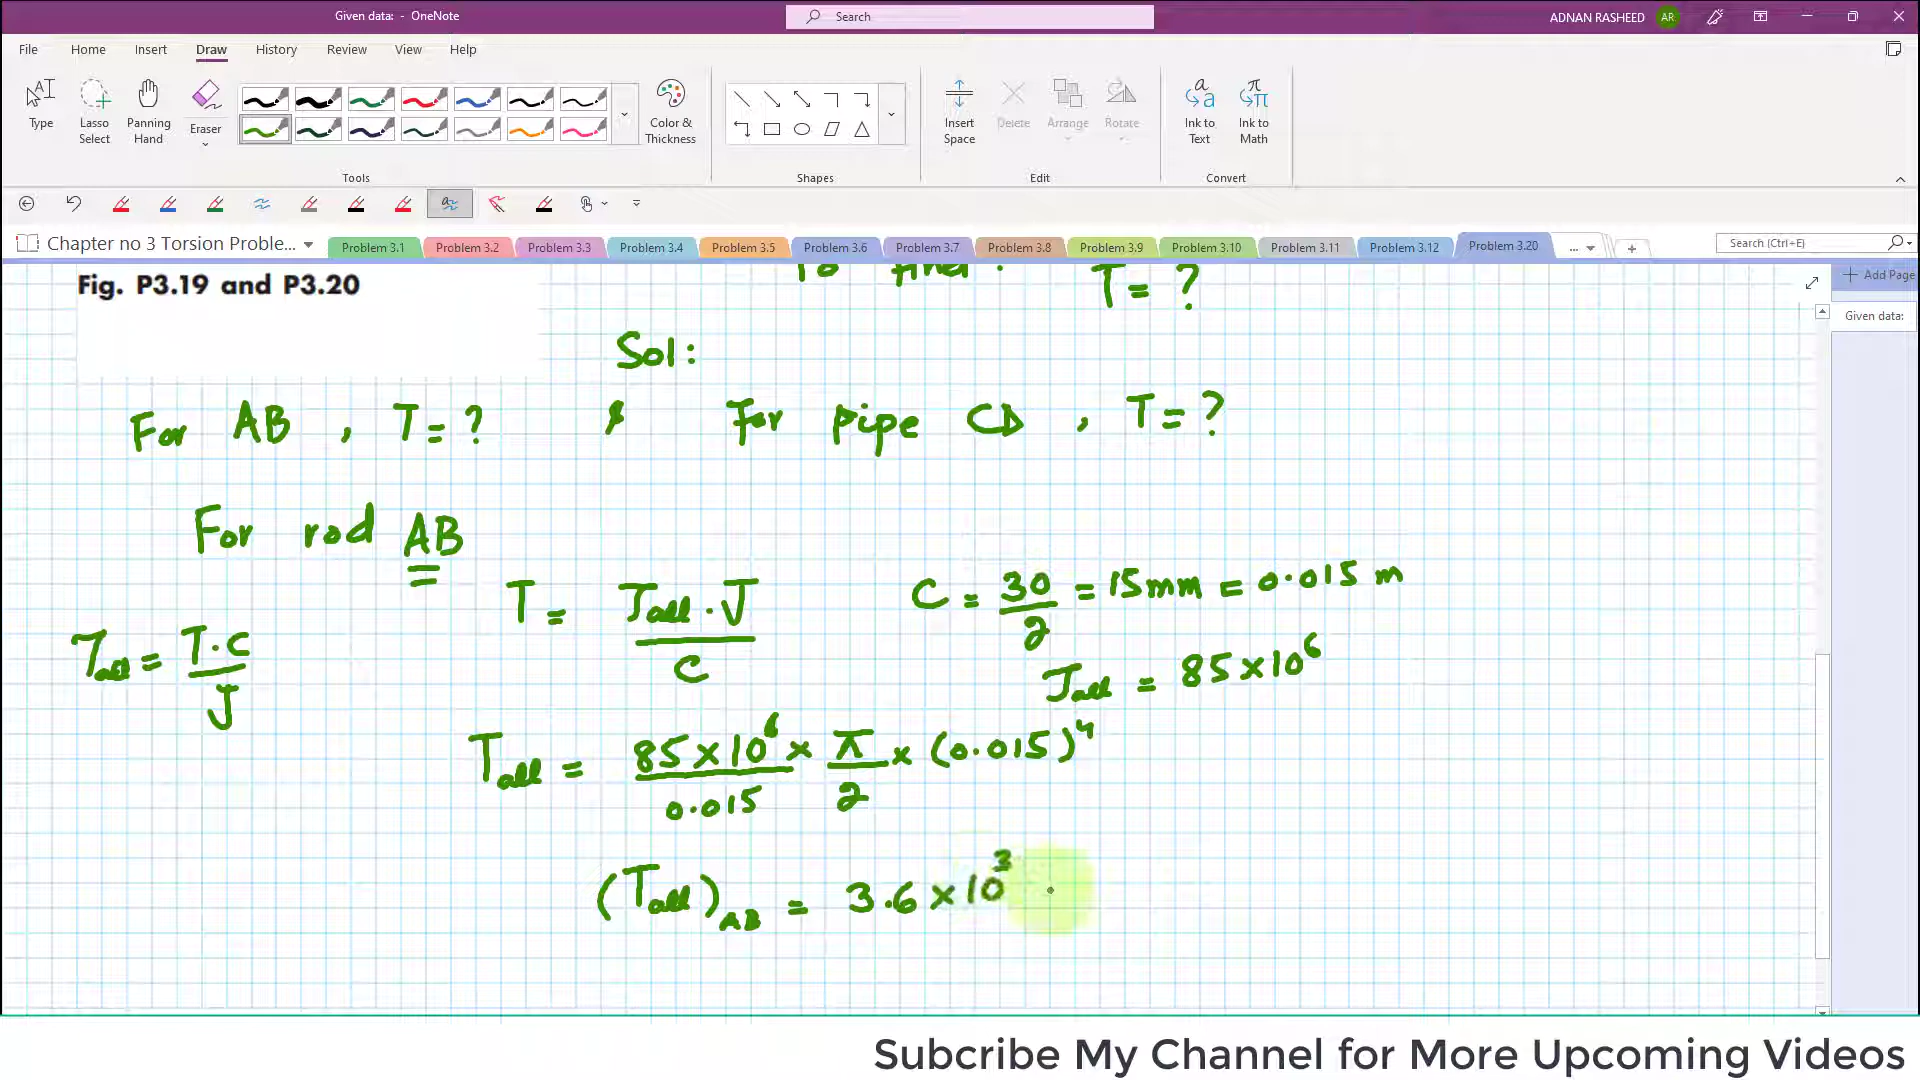 Given data: - OneNote
Search
ADNAN RASHEED AR
File Home Insert Draw History Review View Help
Type
Lasso Select
Panning Hand
Eraser
Color & Thickness
Insert Space
Delete
Arrange
Rotate
Ink to Text
Ink to Math
Tools
Shapes
Edit
Convert
Chapter no 3 Torsion Proble...
Problem 3.1 Problem 3.2 Problem 3.3 Problem 3.4 Problem 3.5 Problem 3.6 Problem 3.7 Problem 3.8 Problem 3.9 Problem 3.10 Problem 3.11 Problem 3.12 Problem 3.20 ...
Search (Ctrl+E)
Add Page
Given data:
To find : T = ?
Fig. P3.19 and P3.20
Sol:
For AB , T = ? & For pipe CD , T = ?
For rod AB
T = Tall . J / C
C = 30/2 = 15mm = 0.015 m
Tall = T.C / J
Tall = 85×10^6
Tall = 85×10^6 / 0.015 × π/2 × (0.015)^4
(Tall)AB = 3.6 ×10^3
Subcribe My Channel for More Upcoming Videos